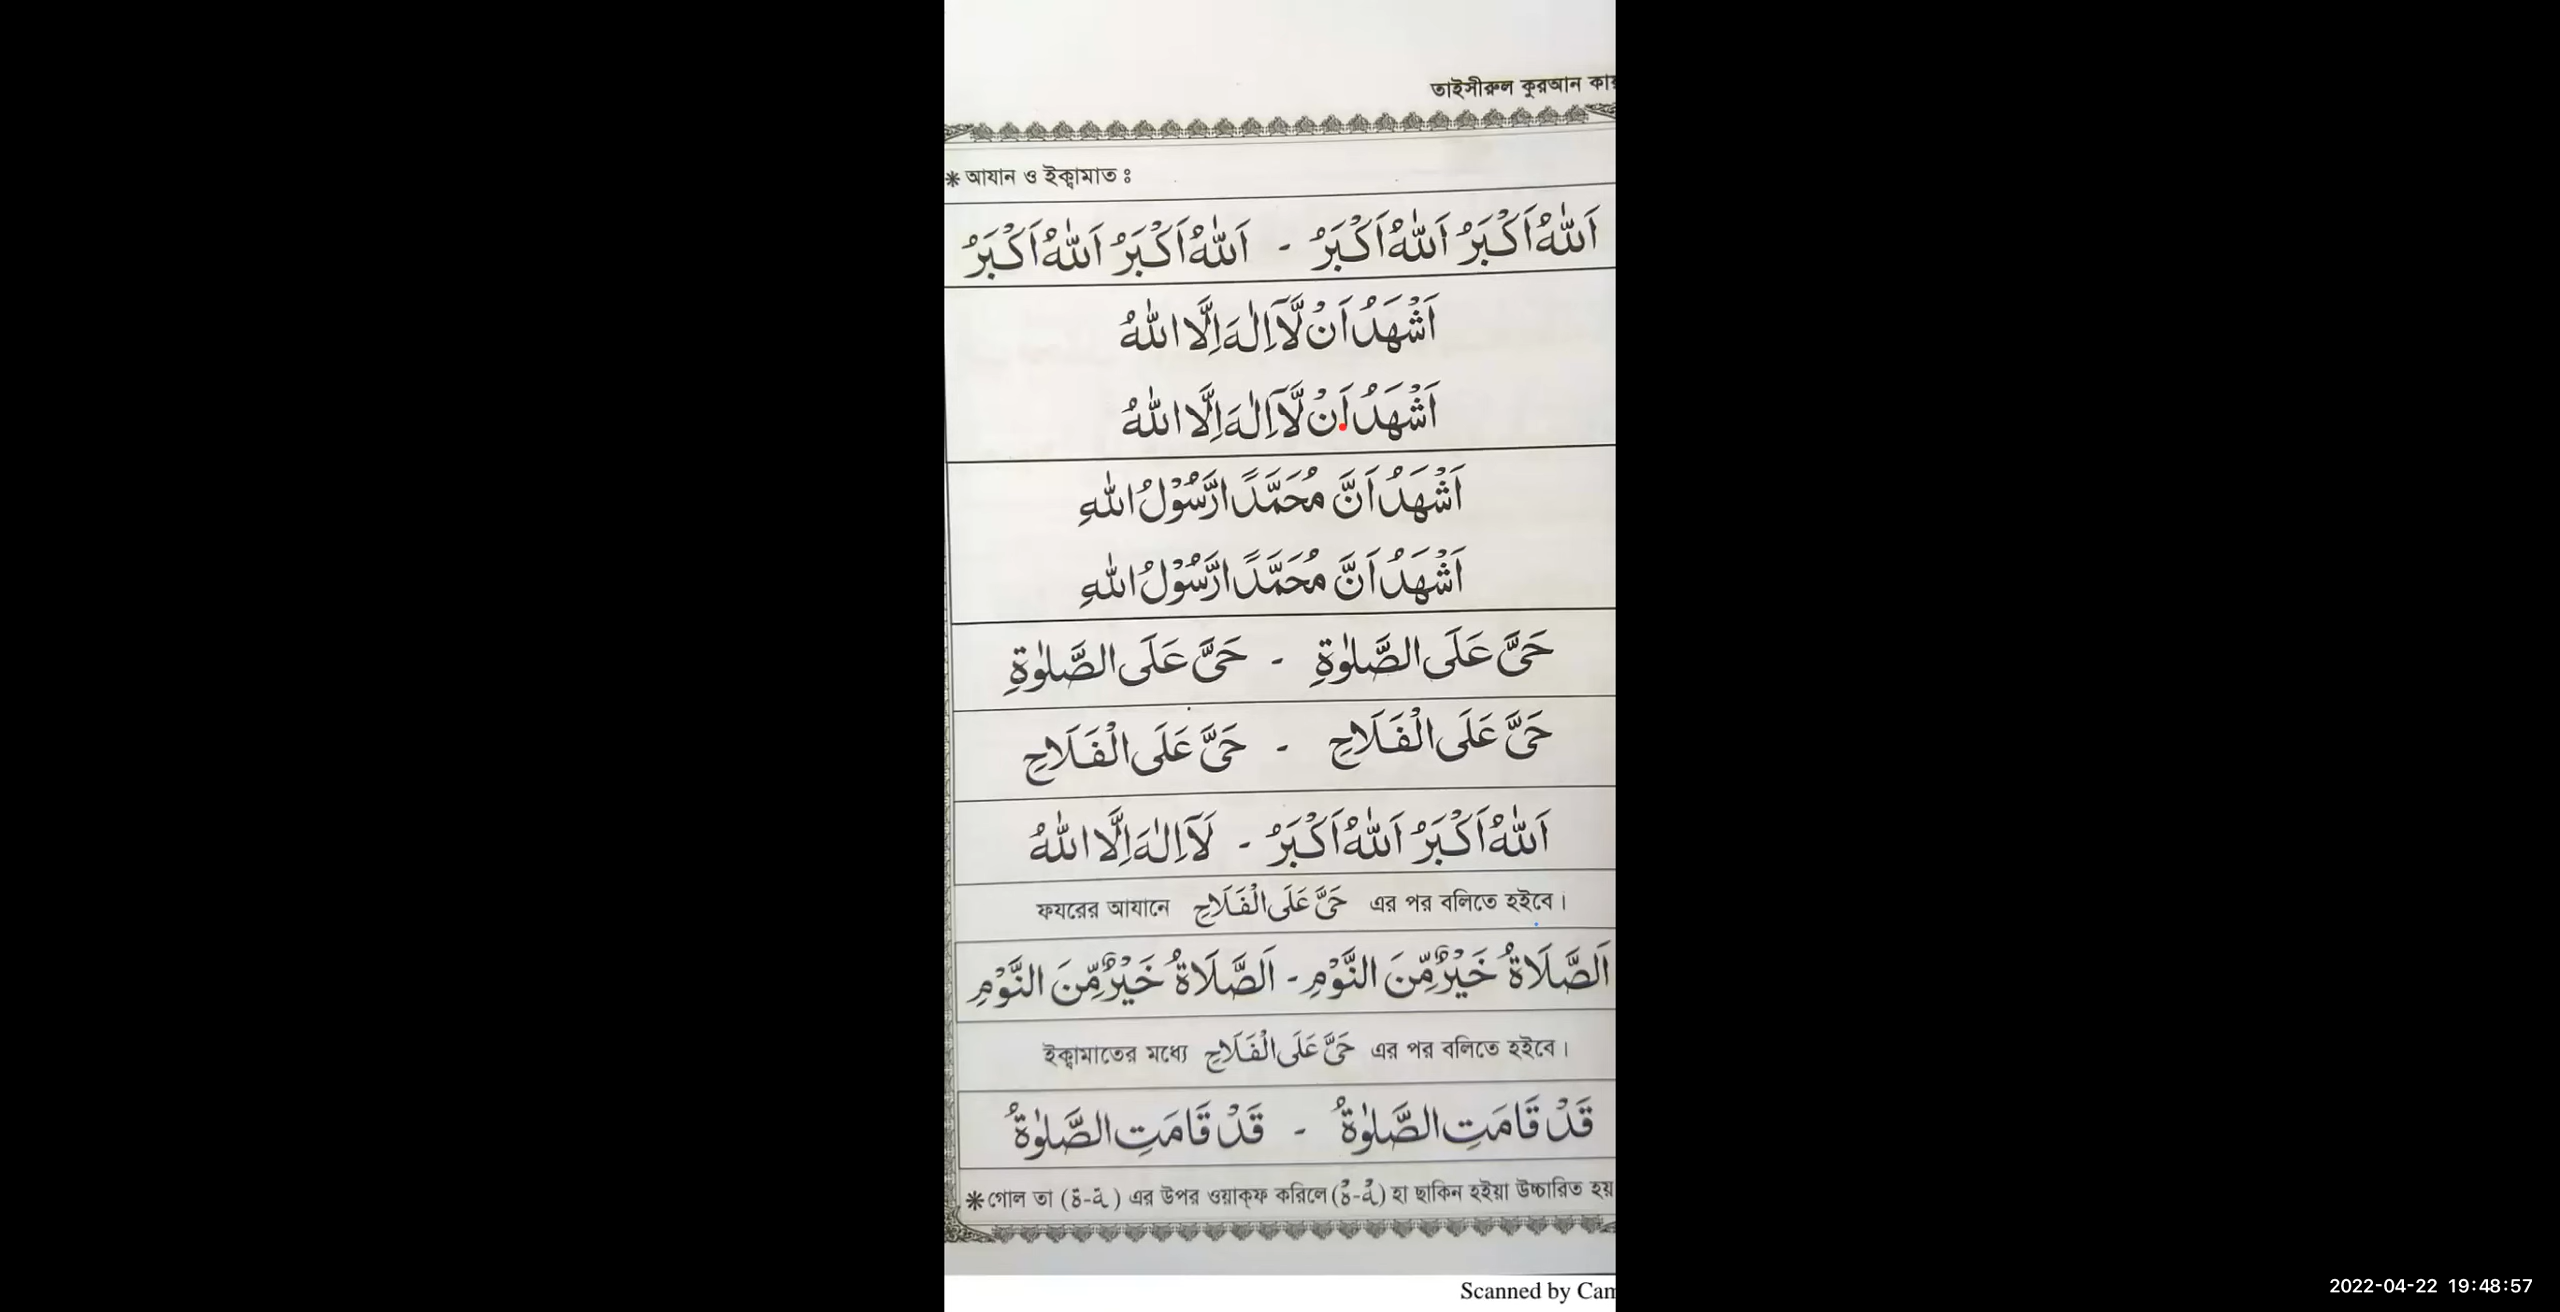 তাইসীরুল কুরআন
* আযান ও ইক্বামাত ঃ
اَللّٰهُ اَكْبَرُ اَللّٰهُ اَكْبَرُ - اَللّٰهُ اَكْبَرُ اَللّٰهُ اَكْبَرُ
اَشْهَدُ اَنْ لَّآ اِلٰهَ اِلَّا اللّٰهُ
اَشْهَدُ اَنْ لَّآ اِلٰهَ اِلَّا اللّٰهُ
اَشْهَدُ اَنَّ مُحَمَّدًا رَّسُوْلُ اللّٰهِ
اَشْهَدُ اَنَّ مُحَمَّدًا رَّسُوْلُ اللّٰهِ
حَىَّ عَلَى الصَّلٰوةِ - حَىَّ عَلَى الصَّلٰوةِ
حَىَّ عَلَى الْفَلَاحِ - حَىَّ عَلَى الْفَلَاحِ
اَللّٰهُ اَكْبَرُ اَللّٰهُ اَكْبَرُ - لَآ اِلٰهَ اِلَّا اللّٰهُ
ফযরের আযানে حَىَّ عَلَى الْفَلَاحِ এর পর বলিতে হইবে।
اَلصَّلَاةُ خَيْرٌ مِّنَ النَّوْمِ - اَلصَّلَاةُ خَيْرٌ مِّنَ النَّوْمِ
ইক্বামাতের মধ্যে حَىَّ عَلَى الْفَلَاحِ এর পর বলিতে হইবে।
قَدْ قَامَتِ الصَّلٰوةُ - قَدْ قَامَتِ الصَّلٰوةُ
* গোল তা (ة-ـة) এর উপর ওয়াক্ফ করিলে (هْ-ـهْ) হা ছাকিন হইয়া উচ্চারিত হয়
Scanned by Cam
2022-04-22 19:48:57